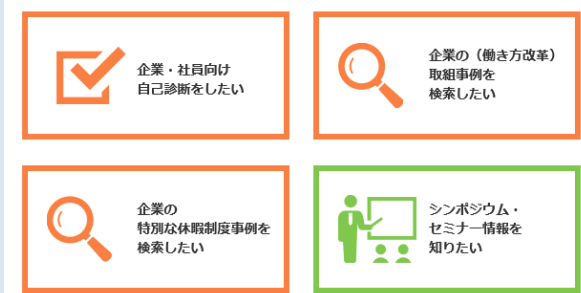 企業・社員向け
自己診断をしたい
企業の（働き方改革）
取組事例を
検索したい
企業の
特別な休暇制度事例を
検索したい
シンポジウム・
セミナー情報を
知りたい